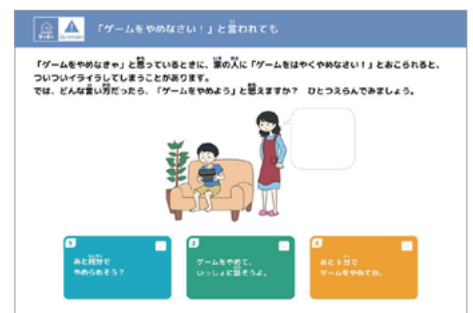 「ゲームをやめなさい！」と言われても
「ゲームをやめなきゃ」と思っているときに、家の人に「ゲームをはやくやめなさい！」とおこられると、
ついついイライラしてしまうことがあります。
では、どんな言い方だったら、「ゲームをやめよう」と思えますか？　ひとつえらんでみましょう。
1
あと何分で
やめられそう？
2
ゲームをやめて、
いっしょに話そうよ。
3
あと5分で
ゲームをやめてね。